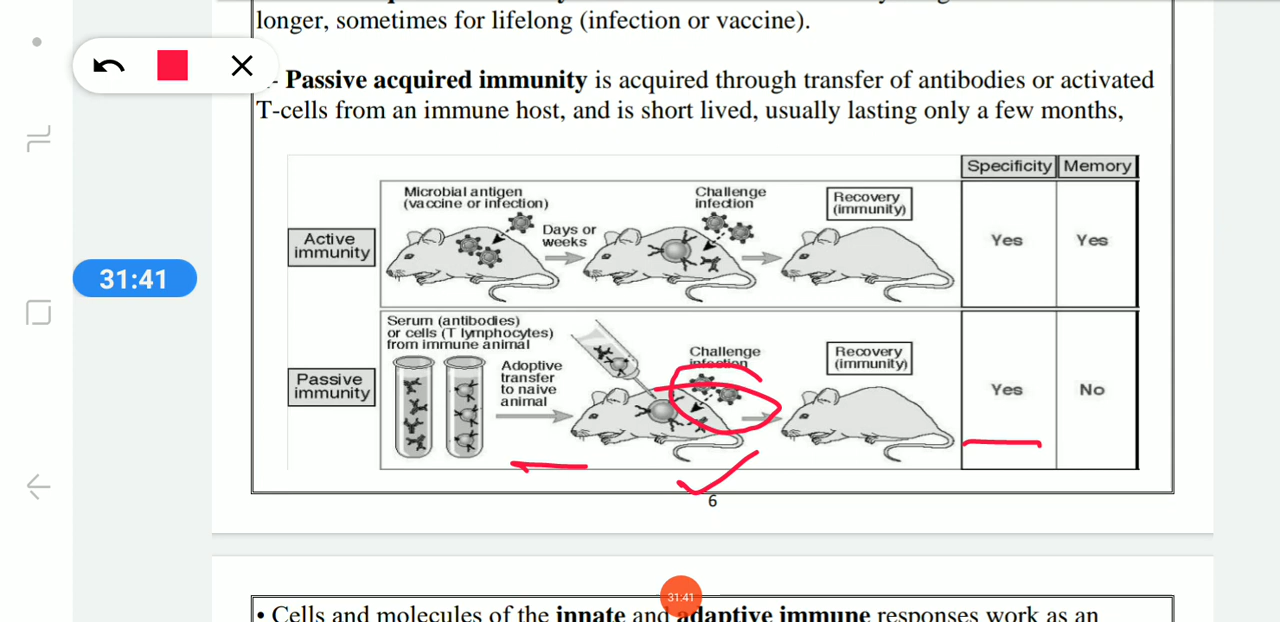 longer, sometimes for lifelong (infection or vaccine).
Passive acquired immunity is acquired through transfer of antibodies or activated
T-cells from an immune host, and is short lived, usually lasting only a few months,
Specificity Memory
Microbial antigen
(vaccine or infection)
Challenge
infection
Recovery
(immunity)
Days or
weeks
Active
immunity
Yes Yes
31:41
Serum (antibodies)
or cells (T lymphocytes)
from immune animal
Challenge
infection
Recovery
(immunity)
Adoptive
transfer
to naive
animal
Passive
immunity
Yes No
6
31:41
• Cells and molecules of the innate and adaptive immune responses work as an